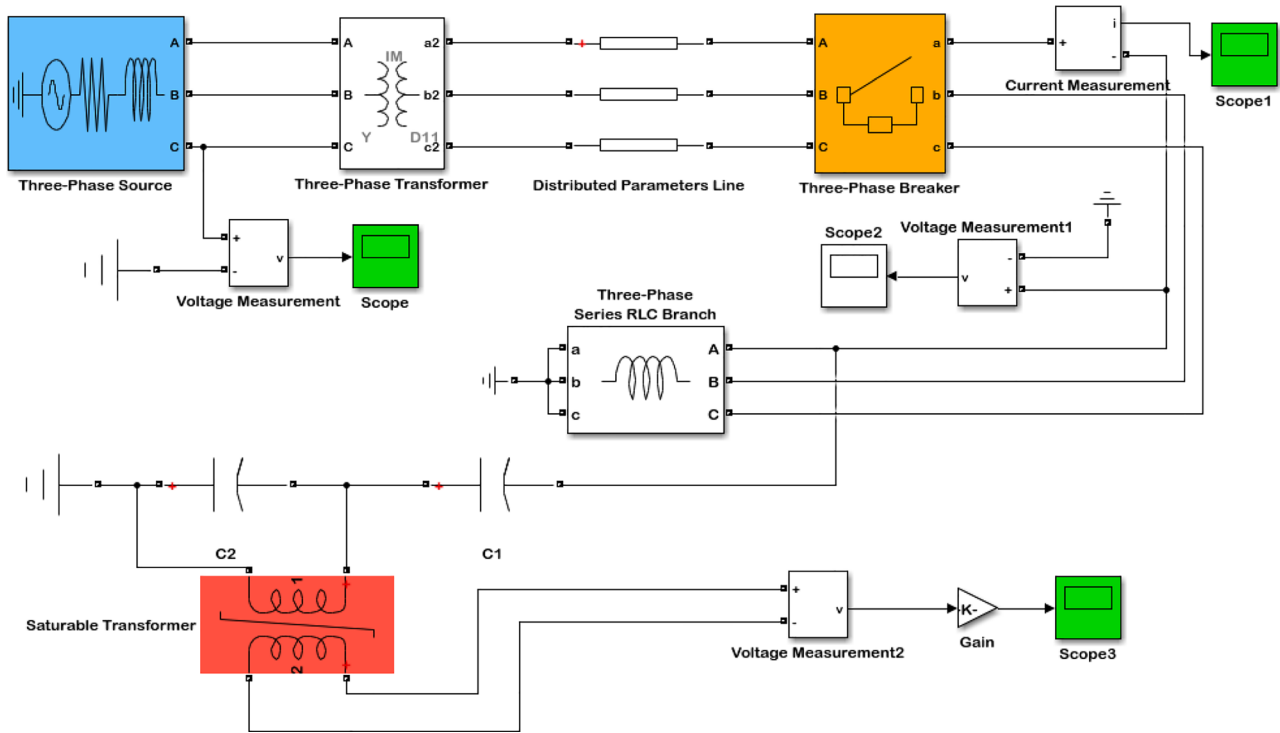 A A a2 A a i
IM +
-
B B b2 B b
Current Measurement
Scope1
Y D11
C C c2 C c
Three-Phase Source Three-Phase Transformer Distributed Parameters Line Three-Phase Breaker
+
v
-
Voltage Measurement Scope
Scope2 Voltage Measurement1
-
v
+
Three-Phase
Series RLC Branch
a A
b B
c C
C2 C1
1
Saturable Transformer
2
+
v
-
Voltage Measurement2
-K-
Gain
Scope3